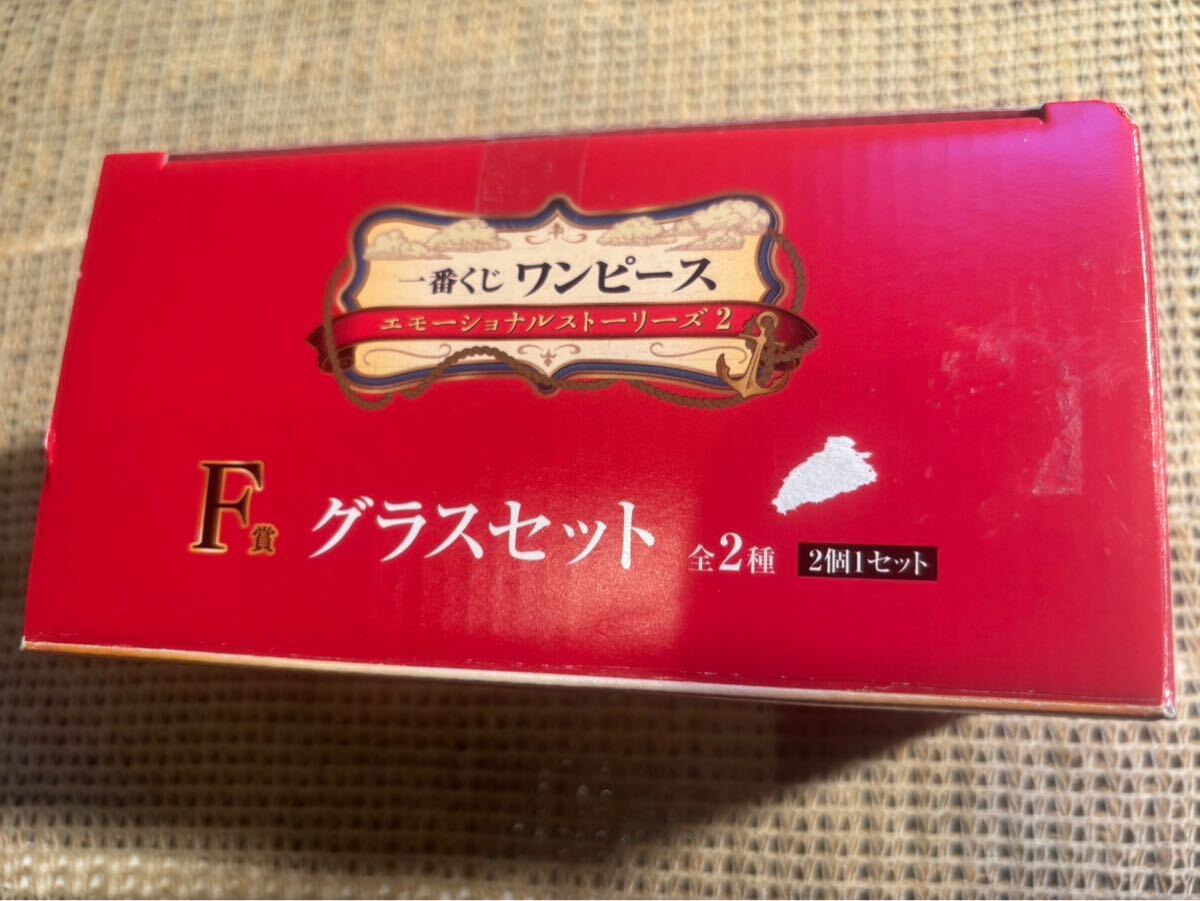 一番くじ ワンピース
エモーショナルストーリーズ 2
F賞 グラスセット 全2種 2個1セット